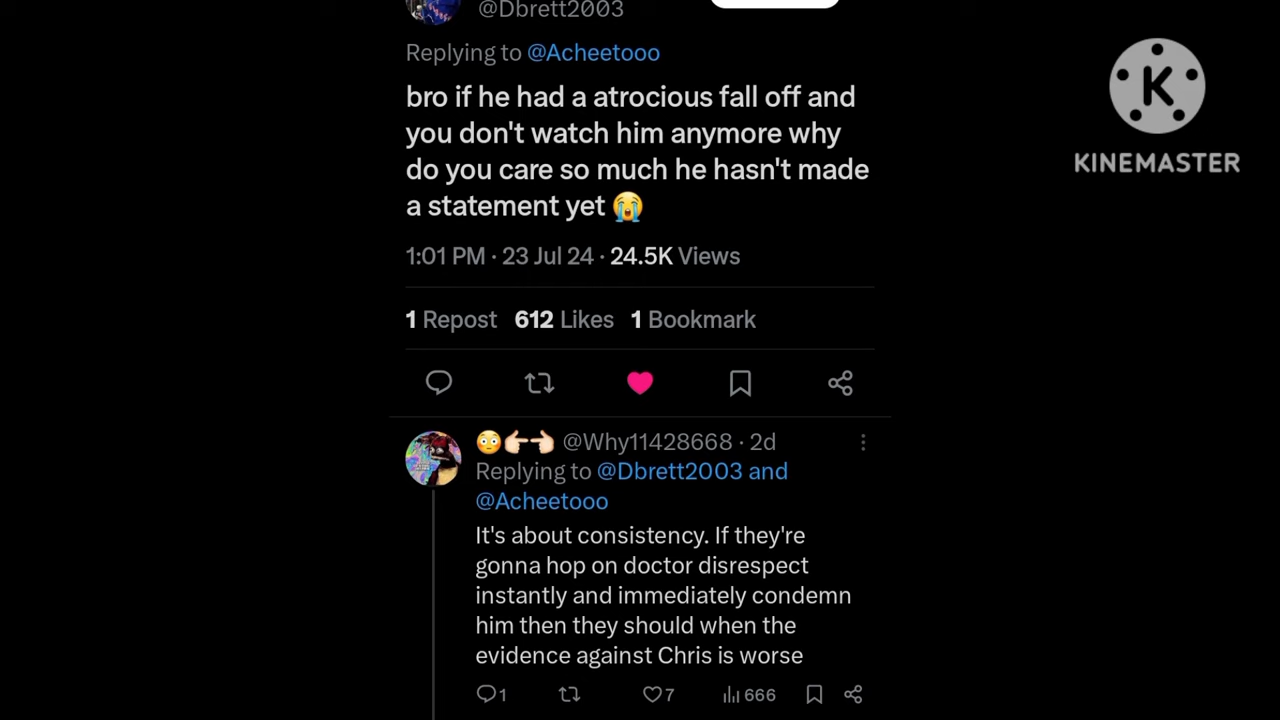 @Dbrett2003
Replying to @Acheetooo
bro if he had a atrocious fall off and
you don't watch him anymore why
do you care so much he hasn't made
a statement yet 😭
1:01 PM · 23 Jul 24 · 24.5K Views
1 Repost 612 Likes 1 Bookmark
😳👉👈 @Why11428668 · 2d
Replying to @Dbrett2003 and
@Acheetooo
It's about consistency. If they're
gonna hop on doctor disrespect
instantly and immediately condemn
him then they should when the
evidence against Chris is worse
1 7 666
K
KINEMASTER